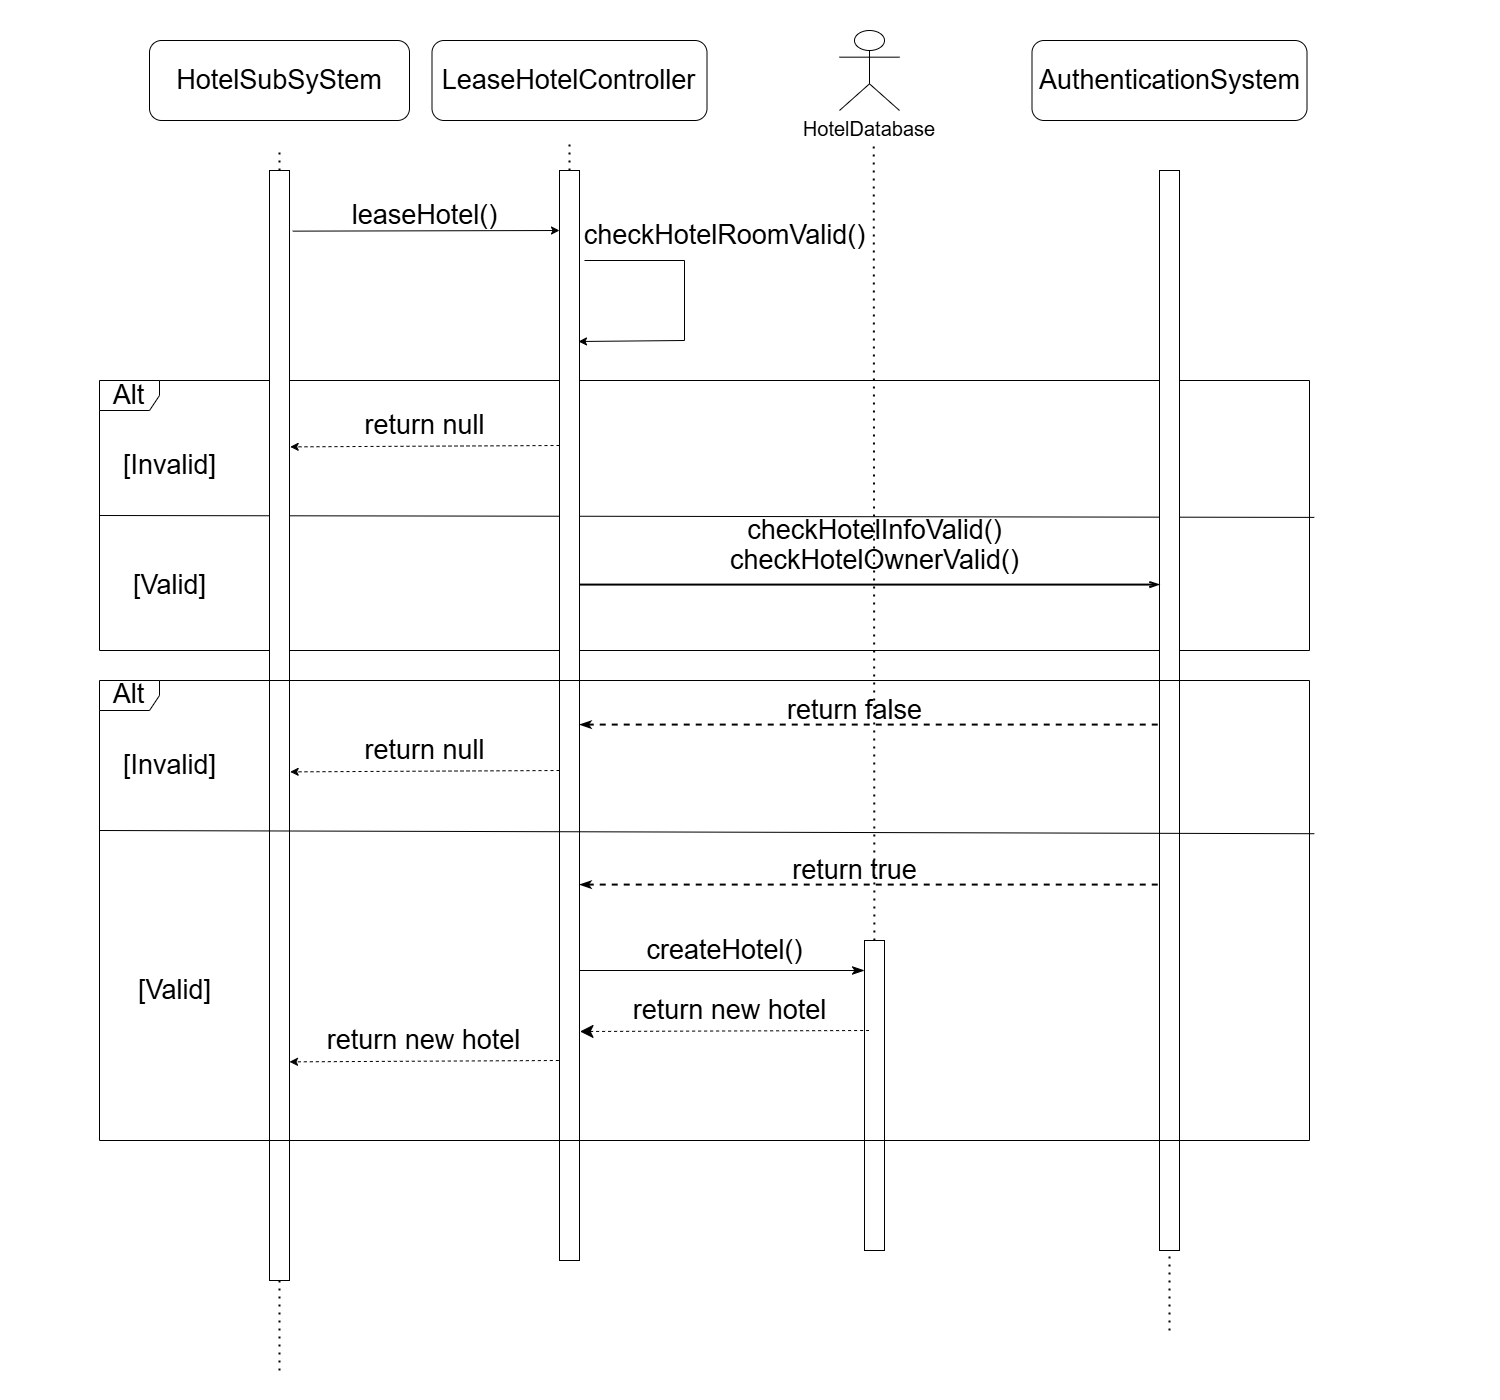 HotelSubSyStem
LeaseHotelController
HotelDatabase
AuthenticationSystem
leaseHotel()
checkHotelRoomValid()
Alt
return null
[Invalid]
checkHotelInfoValid()
checkHotelOwnerValid()
[Valid]
Alt
return false
return null
[Invalid]
return true
createHotel()
[Valid]
return new hotel
return new hotel